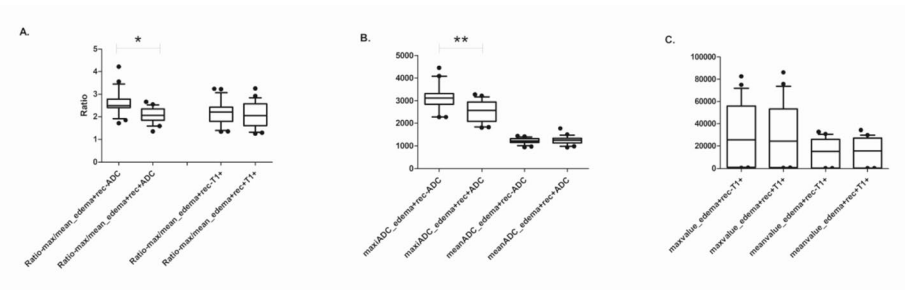 A.
*
5
4
3
2
1
0
Ratio
Ratio-max/mean_edema+rec-ADC
Ratio-max/mean_edema+rec+ADC
Ratio-max/mean_edema+rec-T1+
Ratio-max/mean_edema+rec+T1+
B.
**
5000
4000
3000
2000
1000
0
maxiADC_edema+rec-ADC
maxiADC_edema+rec+ADC
meanADC_edema+rec-ADC
meanADC_edema+rec+ADC
C.
100000
80000
60000
40000
20000
0
maxvalue_edema+rec-T1+
maxvalue_edema+rec+T1+
meanvalue_edema+rec-T1+
meanvalue_edema+rec+T1+